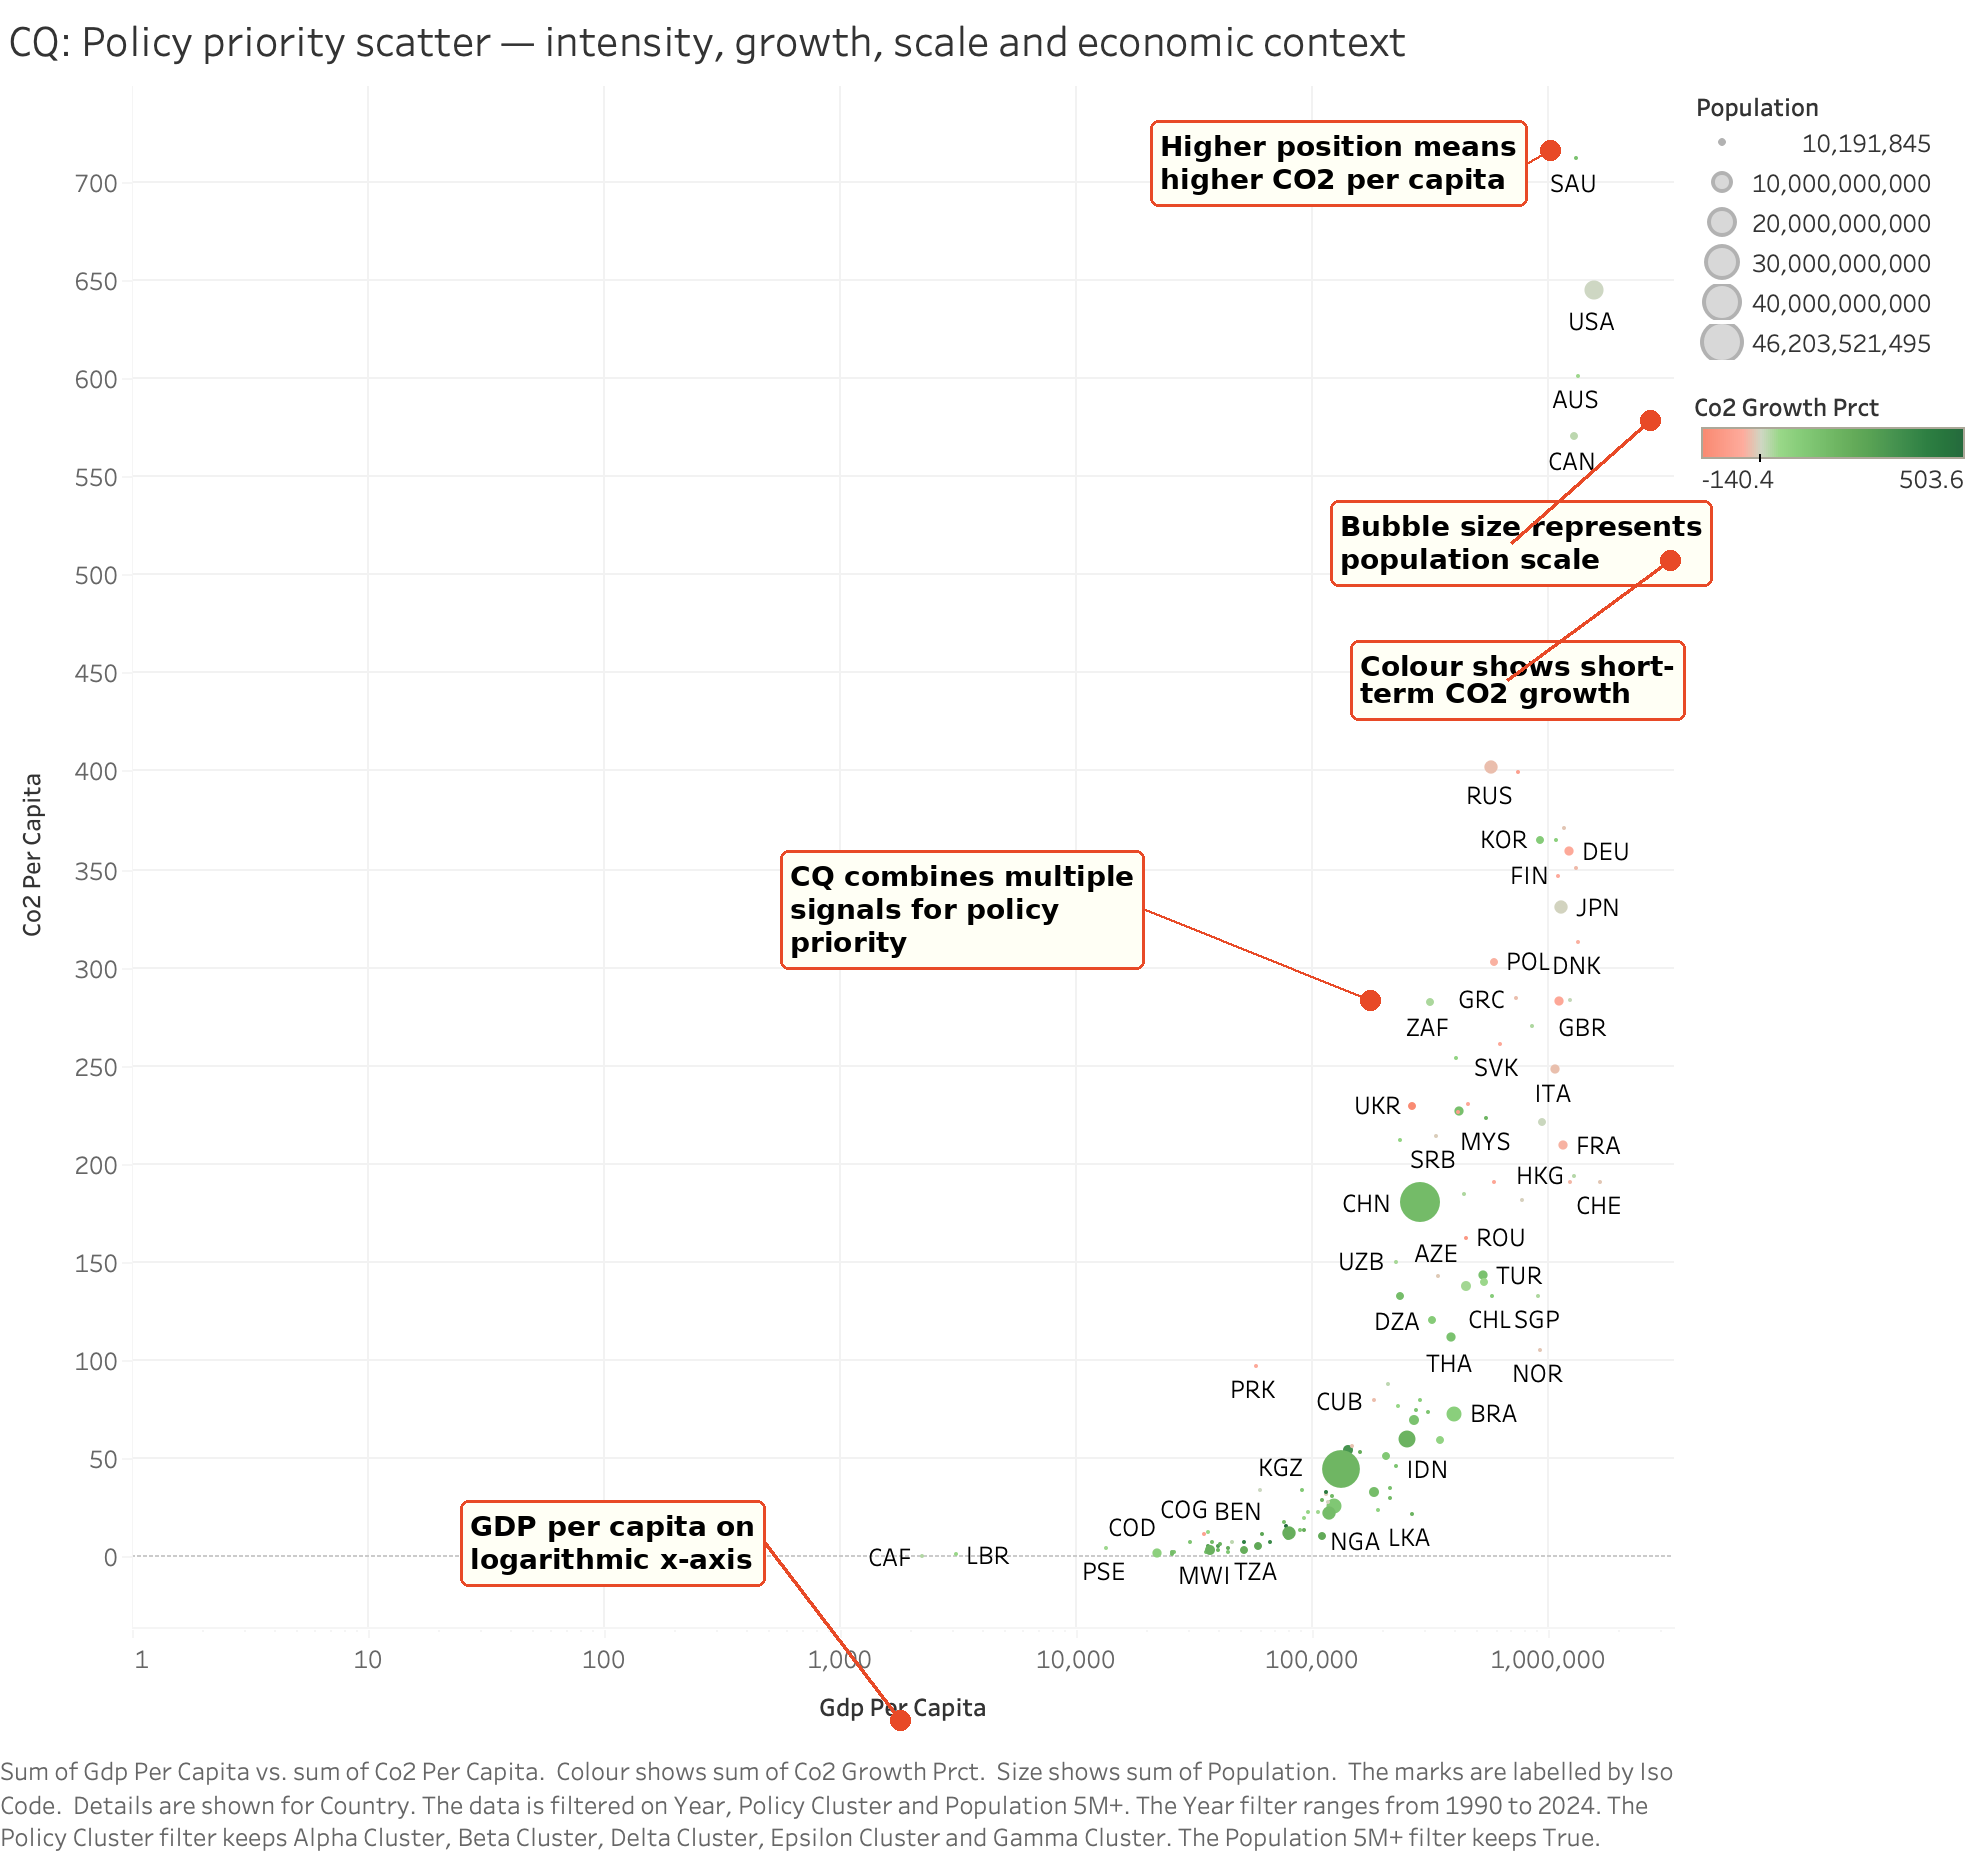 CQ: Policy priority scatter — intensity, growth, scale and economic context
Higher position means
higher CO2 per capita
Population
10,191,845
10,000,000,000
20,000,000,000
30,000,000,000
40,000,000,000
46,203,521,495
Co2 Growth Prct
-140.4
503.6
Bubble size represents
population scale
Colour shows short-
term CO2 growth
CQ combines multiple
signals for policy
priority
GDP per capita on
logarithmic x-axis
Co2 Per Capita
700
650
600
550
500
450
400
350
300
250
200
150
100
50
0
SAU
USA
AUS
CAN
RUS
KOR
DEU
FIN
JPN
POL
DNK
GRC
ZAF
GBR
SVK
ITA
UKR
MYS
FRA
SRB
HKG
CHN
CHE
ROU
AZE
UZB
TUR
DZA
CHL
SGP
THA
NOR
PRK
CUB
BRA
KGZ
IDN
COG
BEN
COD
NGA
LKA
CAF
LBR
PSE
MWI
TZA
1
10
100
1,000
10,000
100,000
1,000,000
Gdp Per Capita
Sum of Gdp Per Capita vs. sum of Co2 Per Capita.  Colour shows sum of Co2 Growth Prct.  Size shows sum of Population.  The marks are labelled by Iso
Code.  Details are shown for Country. The data is filtered on Year, Policy Cluster and Population 5M+. The Year filter ranges from 1990 to 2024. The
Policy Cluster filter keeps Alpha Cluster, Beta Cluster, Delta Cluster, Epsilon Cluster and Gamma Cluster. The Population 5M+ filter keeps True.